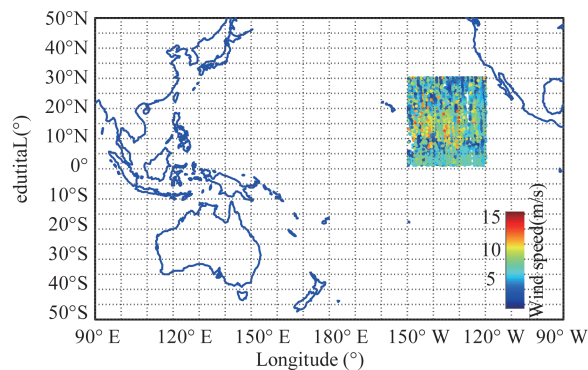 50°N
40°N
30°N
20°N
10°N
0°
10°S
20°S
30°S
40°S
50°S
edutitaL(°)
15
10
5
Wind speed(m/s)
90° E 120° E 150° E 180° E 150° W 120° W 90° W
Longitude (°)